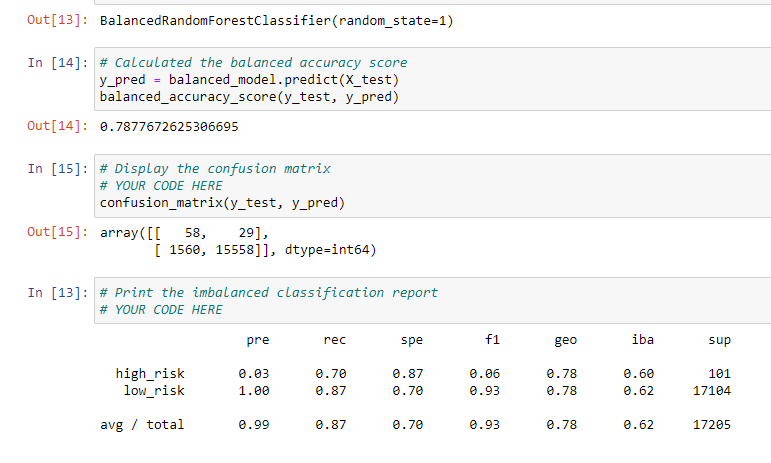 Out[13]: BalancedRandomForestClassifier(random_state=1)
In [14]: # Calculated the balanced accuracy score
y_pred = balanced_model.predict(X_test)
balanced_accuracy_score(y_test, y_pred)
Out[14]: 0.7877672625306695
In [15]: # Display the confusion matrix
# YOUR CODE HERE
confusion_matrix(y_test, y_pred)
Out[15]: array([[   58,    29],
       [ 1560, 15558]], dtype=int64)
In [13]: # Print the imbalanced classification report
# YOUR CODE HERE
pre rec spe f1 geo iba sup
high_risk 0.03 0.70 0.87 0.06 0.78 0.60 101
low_risk 1.00 0.87 0.70 0.93 0.78 0.62 17104
avg / total 0.99 0.87 0.70 0.93 0.78 0.62 17205